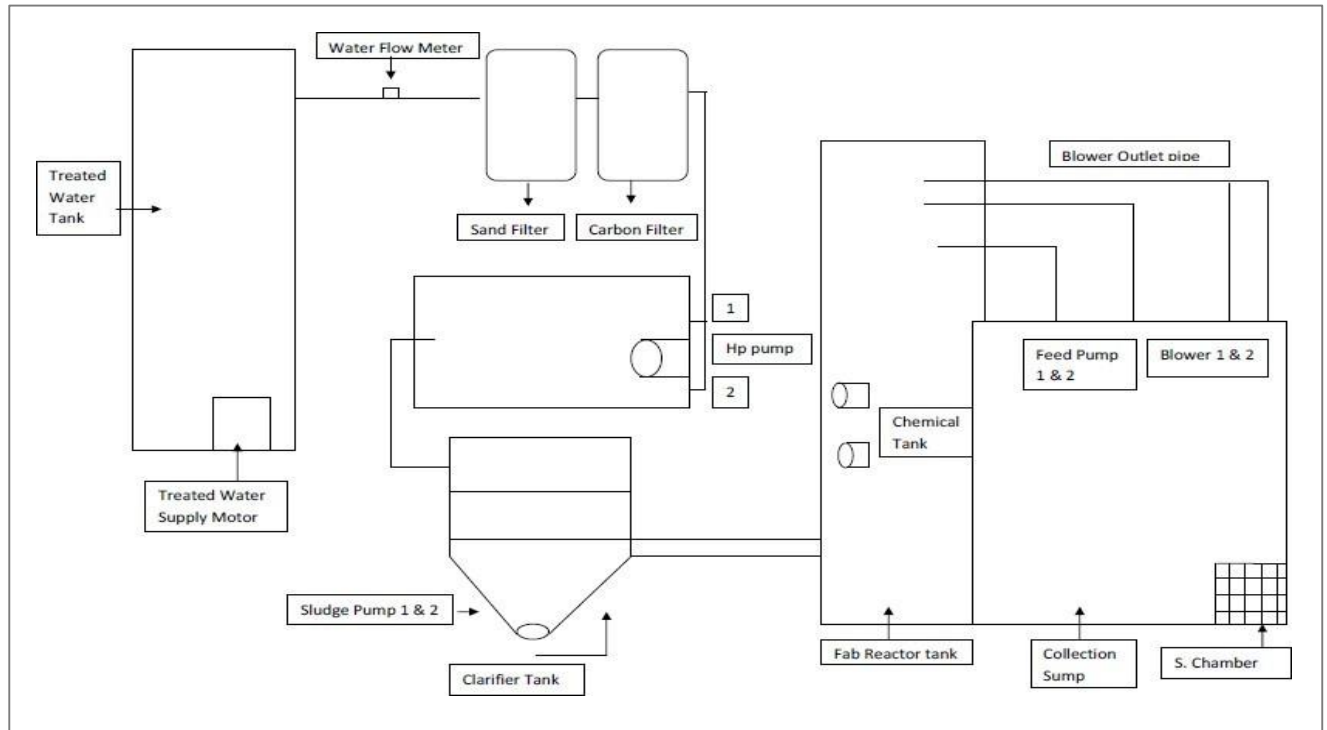 Water Flow Meter
Treated
Water
Tank
Sand Filter
Carbon Filter
Blower Outlet pipe
1
Hp pump
2
Feed Pump
1 & 2
Blower 1 & 2
Chemical
Tank
Treated Water
Supply Motor
Sludge Pump 1 & 2
Clarifier Tank
Fab Reactor tank
Collection
Sump
S. Chamber